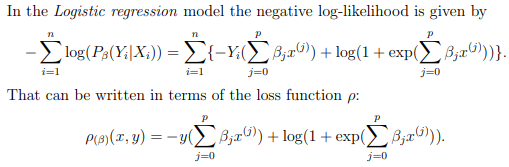 In the Logistic regression model the negative log-likelihood is given by
− ∑_{i=1}^{n} log(P_β(Y_i|X_i)) = ∑_{i=1}^{n} {−Y_i(∑_{j=0}^{p} β_j x^{(j)}) + log(1 + exp(∑_{j=0}^{p} β_j x^{(j)}))}.
That can be written in terms of the loss function ρ:
ρ_{(β)}(x, y) = −y(∑_{j=0}^{p} β_j x^{(j)}) + log(1 + exp(∑_{j=0}^{p} β_j x^{(j)})).